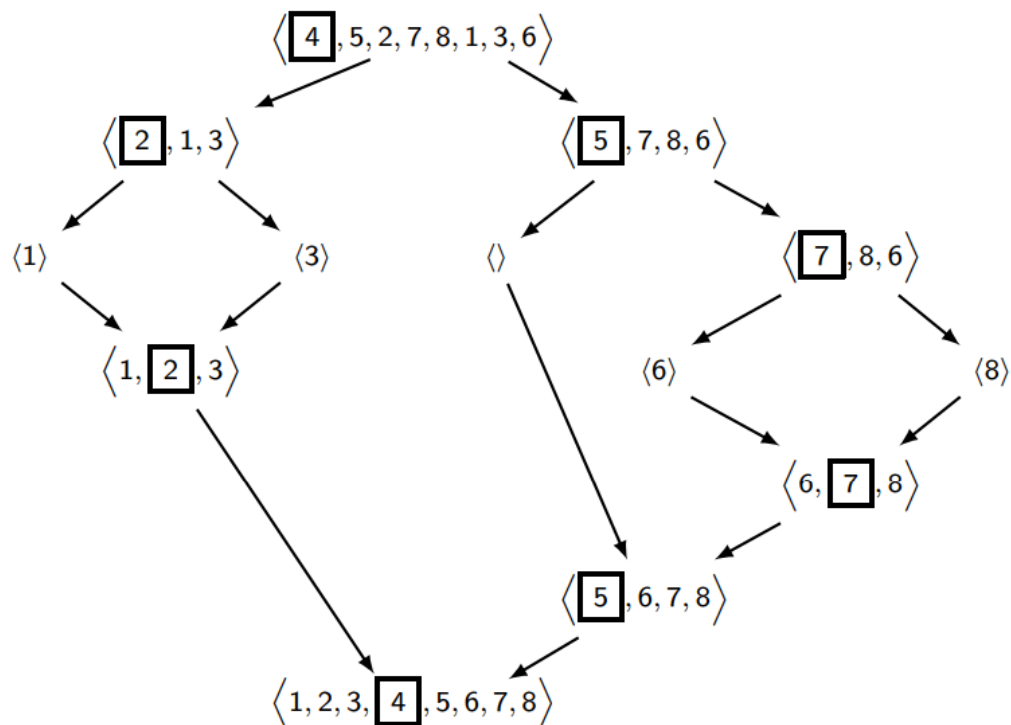 ⟨4, 5, 2, 7, 8, 1, 3, 6⟩
⟨2, 1, 3⟩
⟨5, 7, 8, 6⟩
⟨1⟩
⟨3⟩
⟨⟩
⟨7, 8, 6⟩
⟨1, 2, 3⟩
⟨6⟩
⟨8⟩
⟨6, 7, 8⟩
⟨5, 6, 7, 8⟩
⟨1, 2, 3, 4, 5, 6, 7, 8⟩